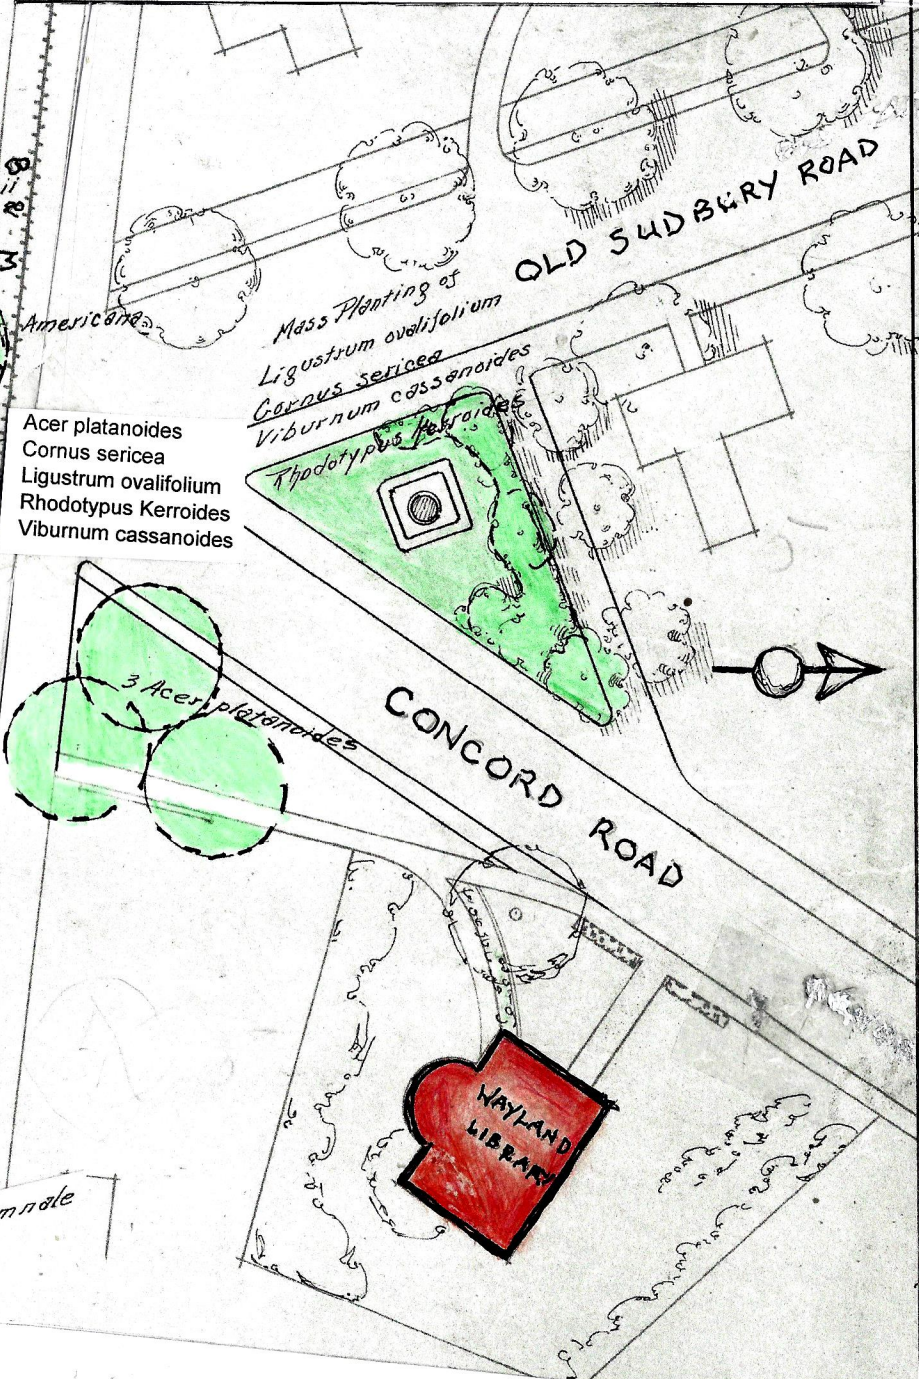 OLD SUDBURY ROAD
Americana
Mass Planting of
Ligustrum ovalifolium
Cornus sericea
Viburnum cassanoides
Rhodotypus Kerroides
Acer platanoides
Cornus sericea
Ligustrum ovalifolium
Rhodotypus Kerroides
Viburnum cassanoides
3 Acer platanoides
CONCORD ROAD
WAYLAND
LIBRARY
mnale